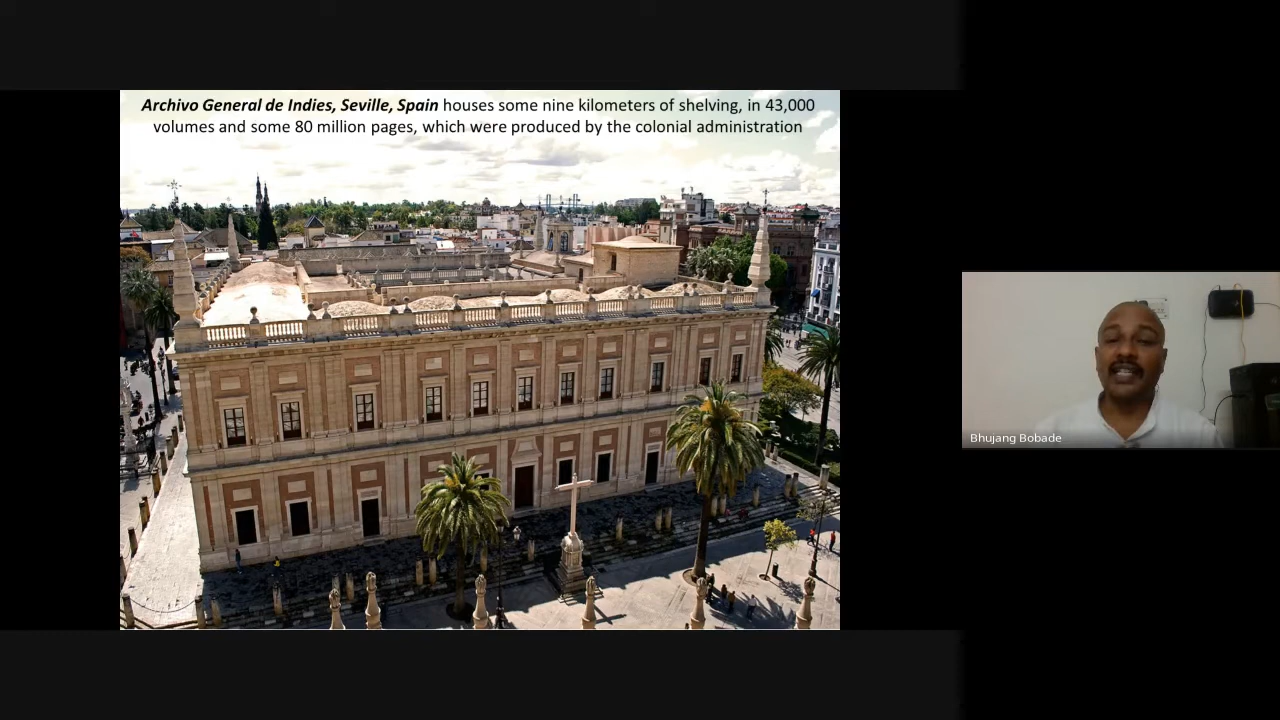 Archivo General de Indies, Seville, Spain houses some nine kilometers of shelving, in 43,000
volumes and some 80 million pages, which were produced by the colonial administration
Bhujang Bobade